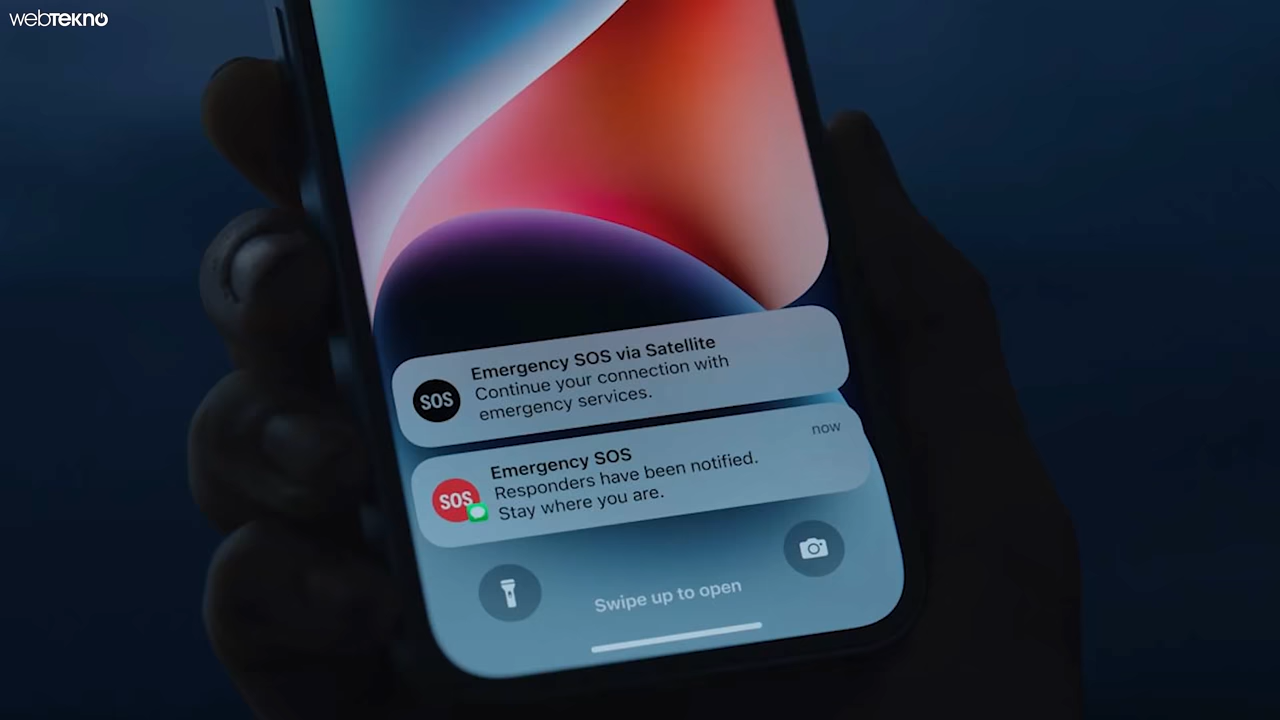 webTEKNO
Emergency SOS via Satellite
SOS
Continue your connection with
emergency services.
now
Emergency SOS
SOS
Responders have been notified.
Stay where you are.
Swipe up to open